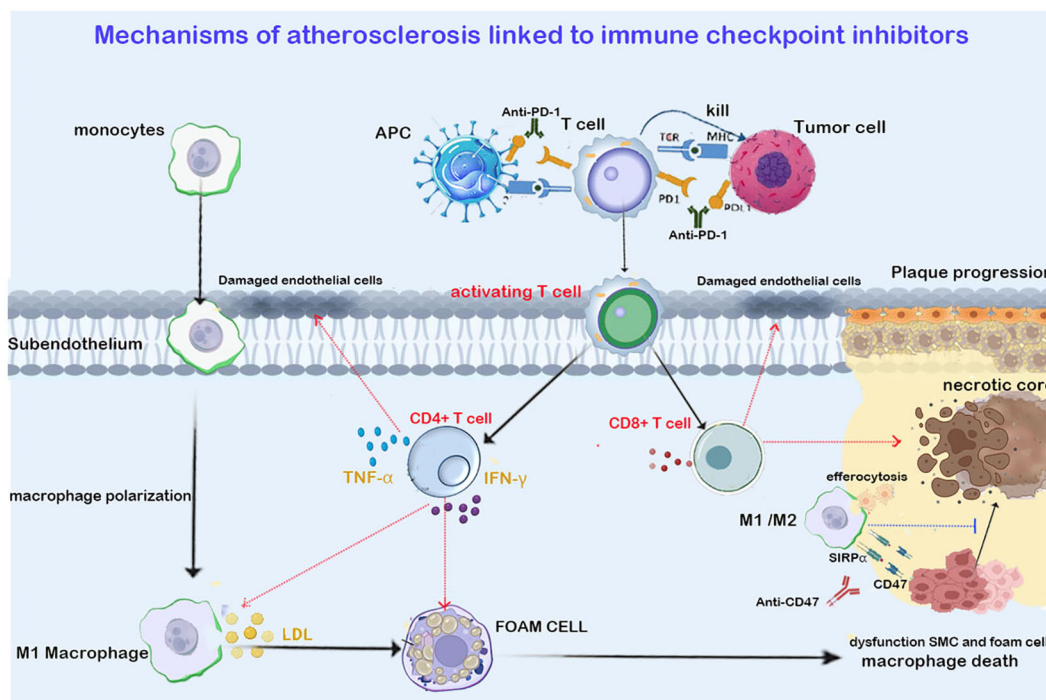 Mechanisms of atherosclerosis linked to immune checkpoint inhibitors
monocytes
APC
Anti-PD-1
T cell
kill
TCR
MHC
Tumor cell
PD1
PDL1
Anti-PD-1
Damaged endothelial cells
activating T cell
Damaged endothelial cells
Plaque progression
Subendothelium
necrotic core
CD4+ T cell
CD8+ T cell
TNF-α
IFN-γ
efferocytosis
macrophage polarization
M1 /M2
SIRPα
CD47
Anti-CD47
M1 Macrophage
LDL
FOAM CELL
dysfunction SMC and foam cell
macrophage death